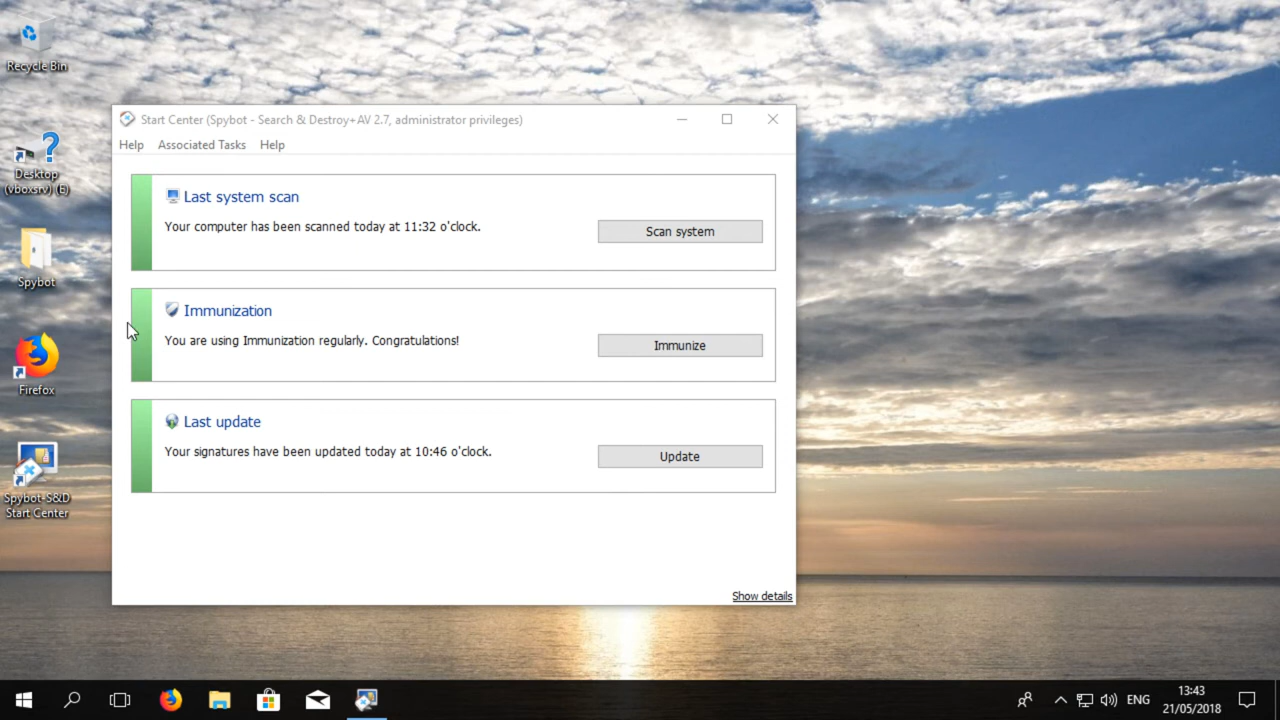 Recycle Bin
Desktop
(vboxsrv) (E)
Spybot
Firefox
Spybot-S&D
Start Center
Start Center (Spybot - Search & Destroy+AV 2.7, administrator privileges)
Help Associated Tasks Help
Last system scan
Your computer has been scanned today at 11:32 o'clock.
Scan system
Immunization
You are using Immunization regularly. Congratulations!
Immunize
Last update
Your signatures have been updated today at 10:46 o'clock.
Update
Show details
ENG
13:43
21/05/2018